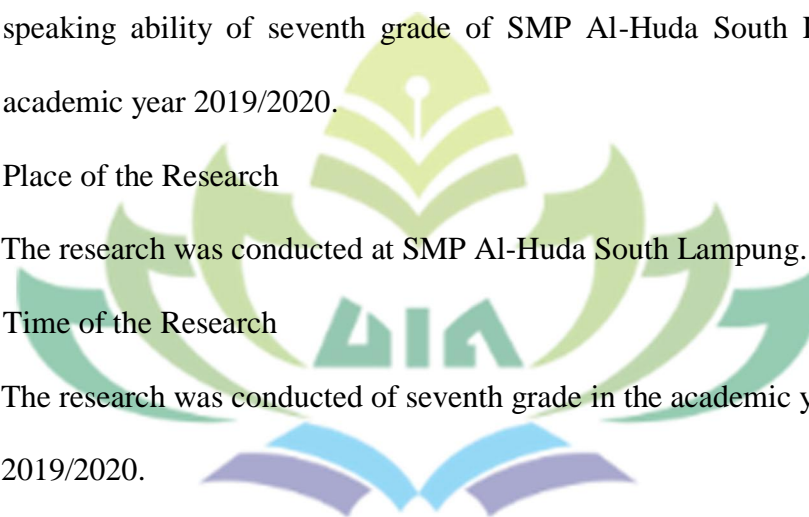 speaking ability of seventh grade of SMP Al-Huda South
academic year 2019/2020.
Place of the Research
The research was conducted at SMP Al-Huda South Lampung.
Time of the Research
UIN
The research was conducted of seventh grade in the academic
2019/2020.